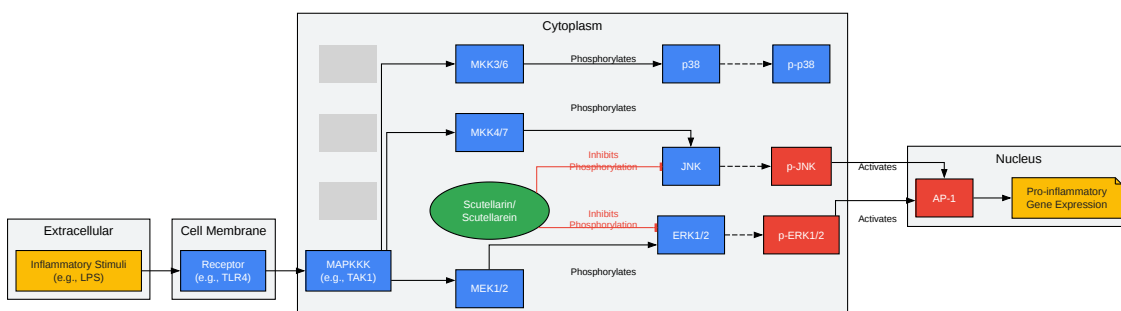 Cytoplasm
MKK3/6
Phosphorylates
p38
p-p38
Phosphorylates
MKK4/7
Inhibits
Phosphorylation
JNK
p-JNK
Activates
Nucleus
Scutellarin/
Scutellarein
Inhibits
Phosphorylation
ERK1/2
p-ERK1/2
Activates
AP-1
Pro-inflammatory
Gene Expression
Extracellular
Inflammatory Stimuli
(e.g., LPS)
Cell Membrane
Receptor
(e.g., TLR4)
MAPKKK
(e.g., TAK1)
MEK1/2
Phosphorylates